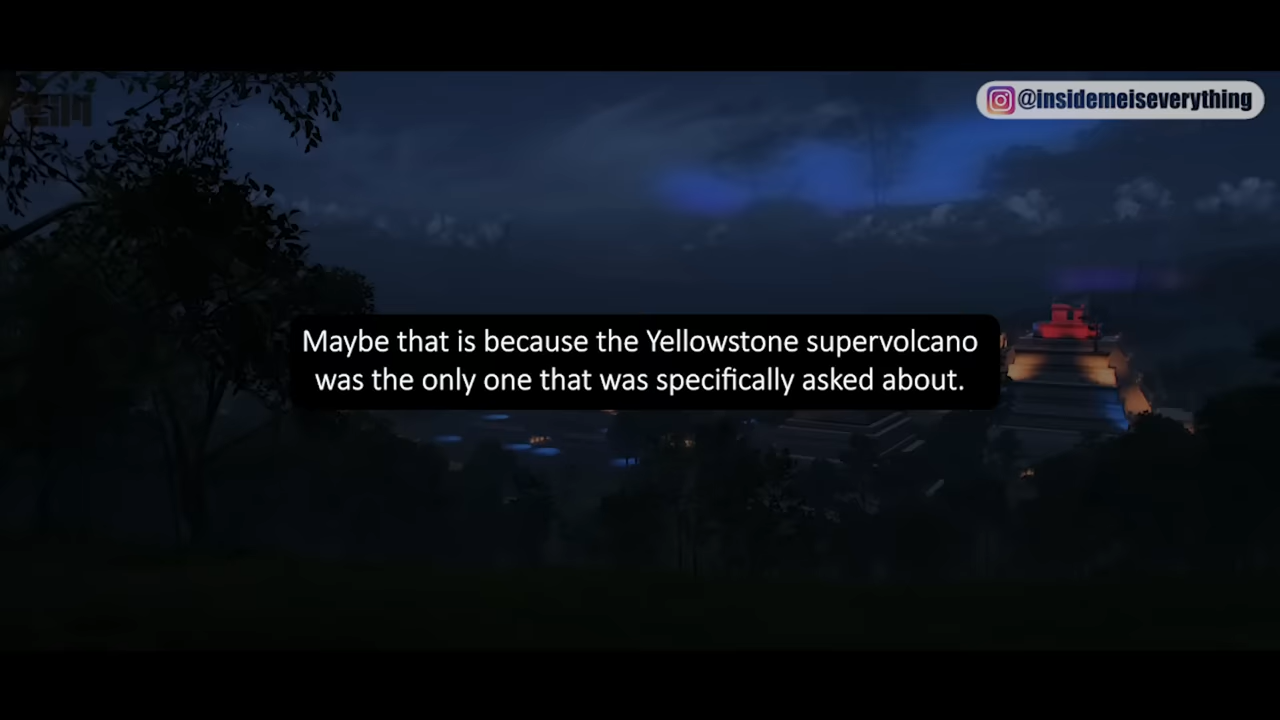 @insidemeiseverything
Maybe that is because the Yellowstone supervolcano
was the only one that was specifically asked about.